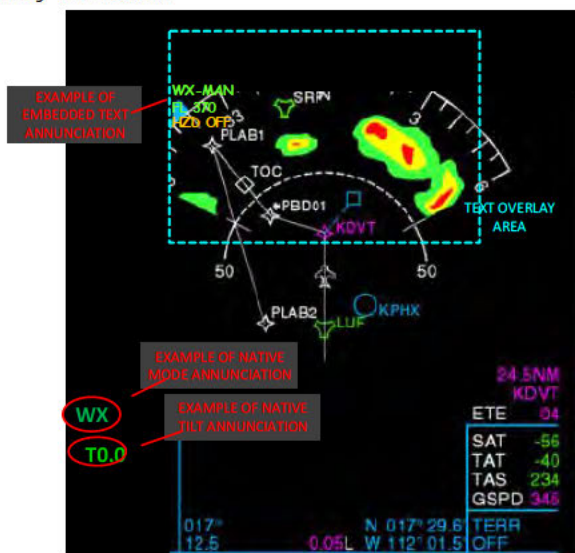 EXAMPLE OF
EMBEDDED TEXT
ANNUNCIATION
WX-MAN
FL 370
HZD OFF
SRP
PLAB1
3
3
6
TOC
PBD01
KDVT
TEXT OVERLAY
AREA
50
50
PLAB2
LUF
KPHX
EXAMPLE OF NATIVE
MODE ANNUNCIATION
WX
EXAMPLE OF NATIVE
TILT ANNUNCIATION
T0.0
24.5NM
KDVT
ETE 04
SAT -56
TAT -40
TAS 234
GSPD 346
017° N 017° 29.6' TERR
12.5 0.05L W 112° 01.5' OFF